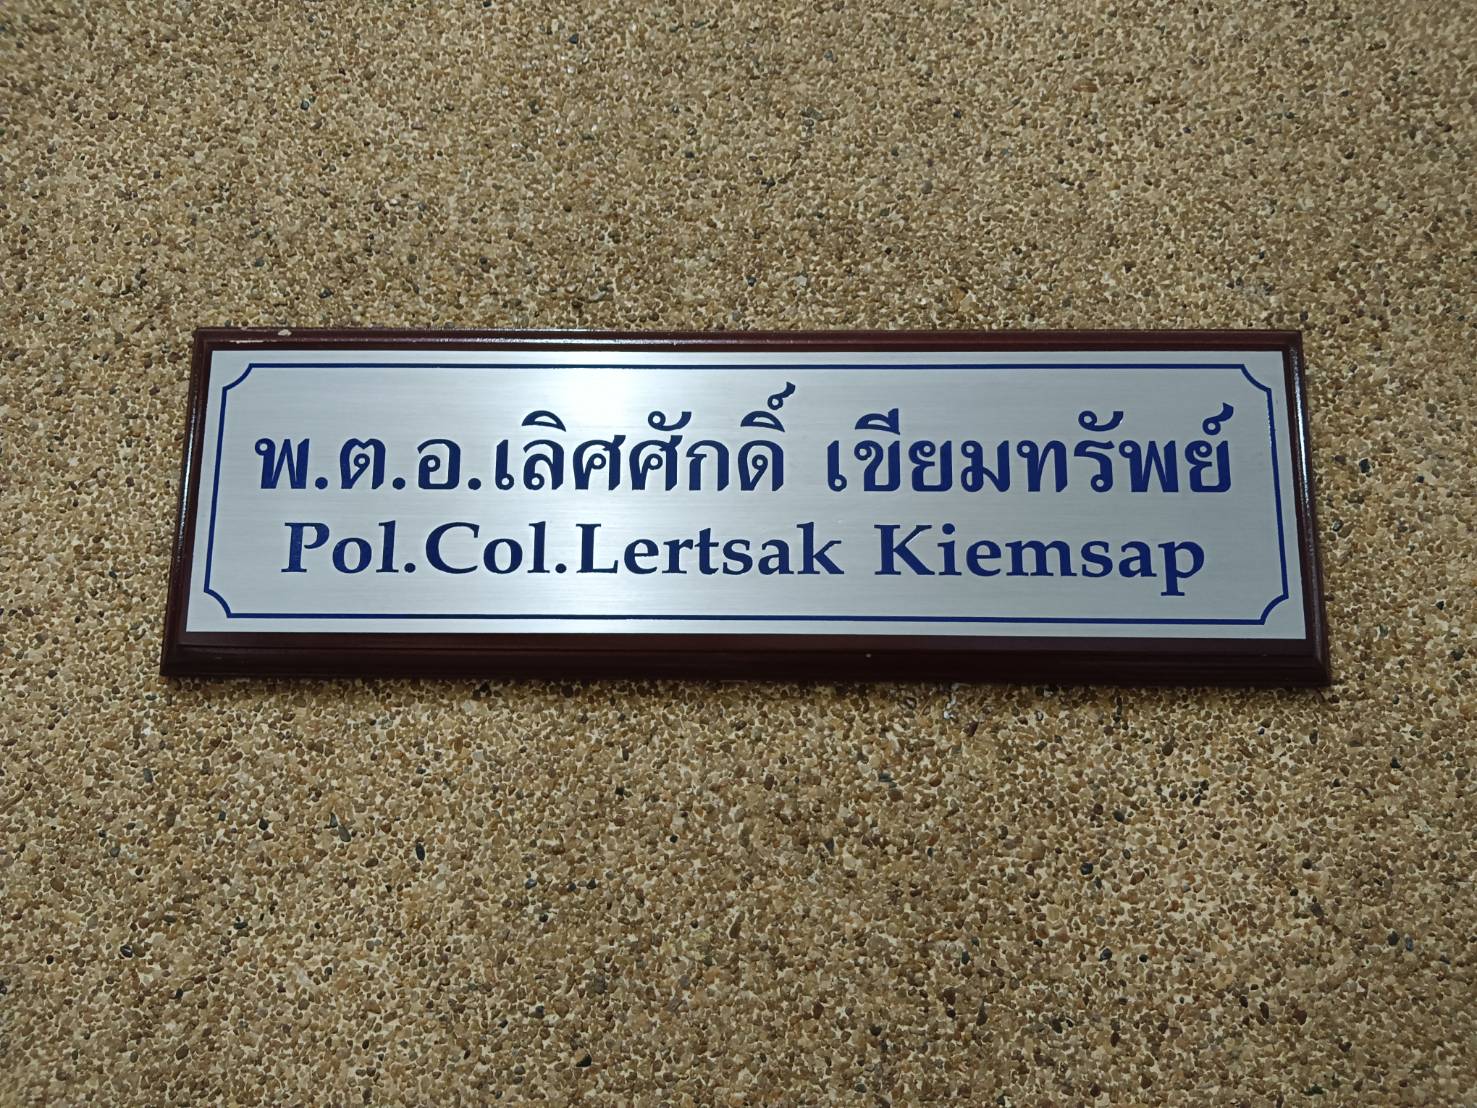 พ.ต.อ.เลิศศักดิ์ เขียมทรัพย์
Pol.Col.Lertsak Kiemsap